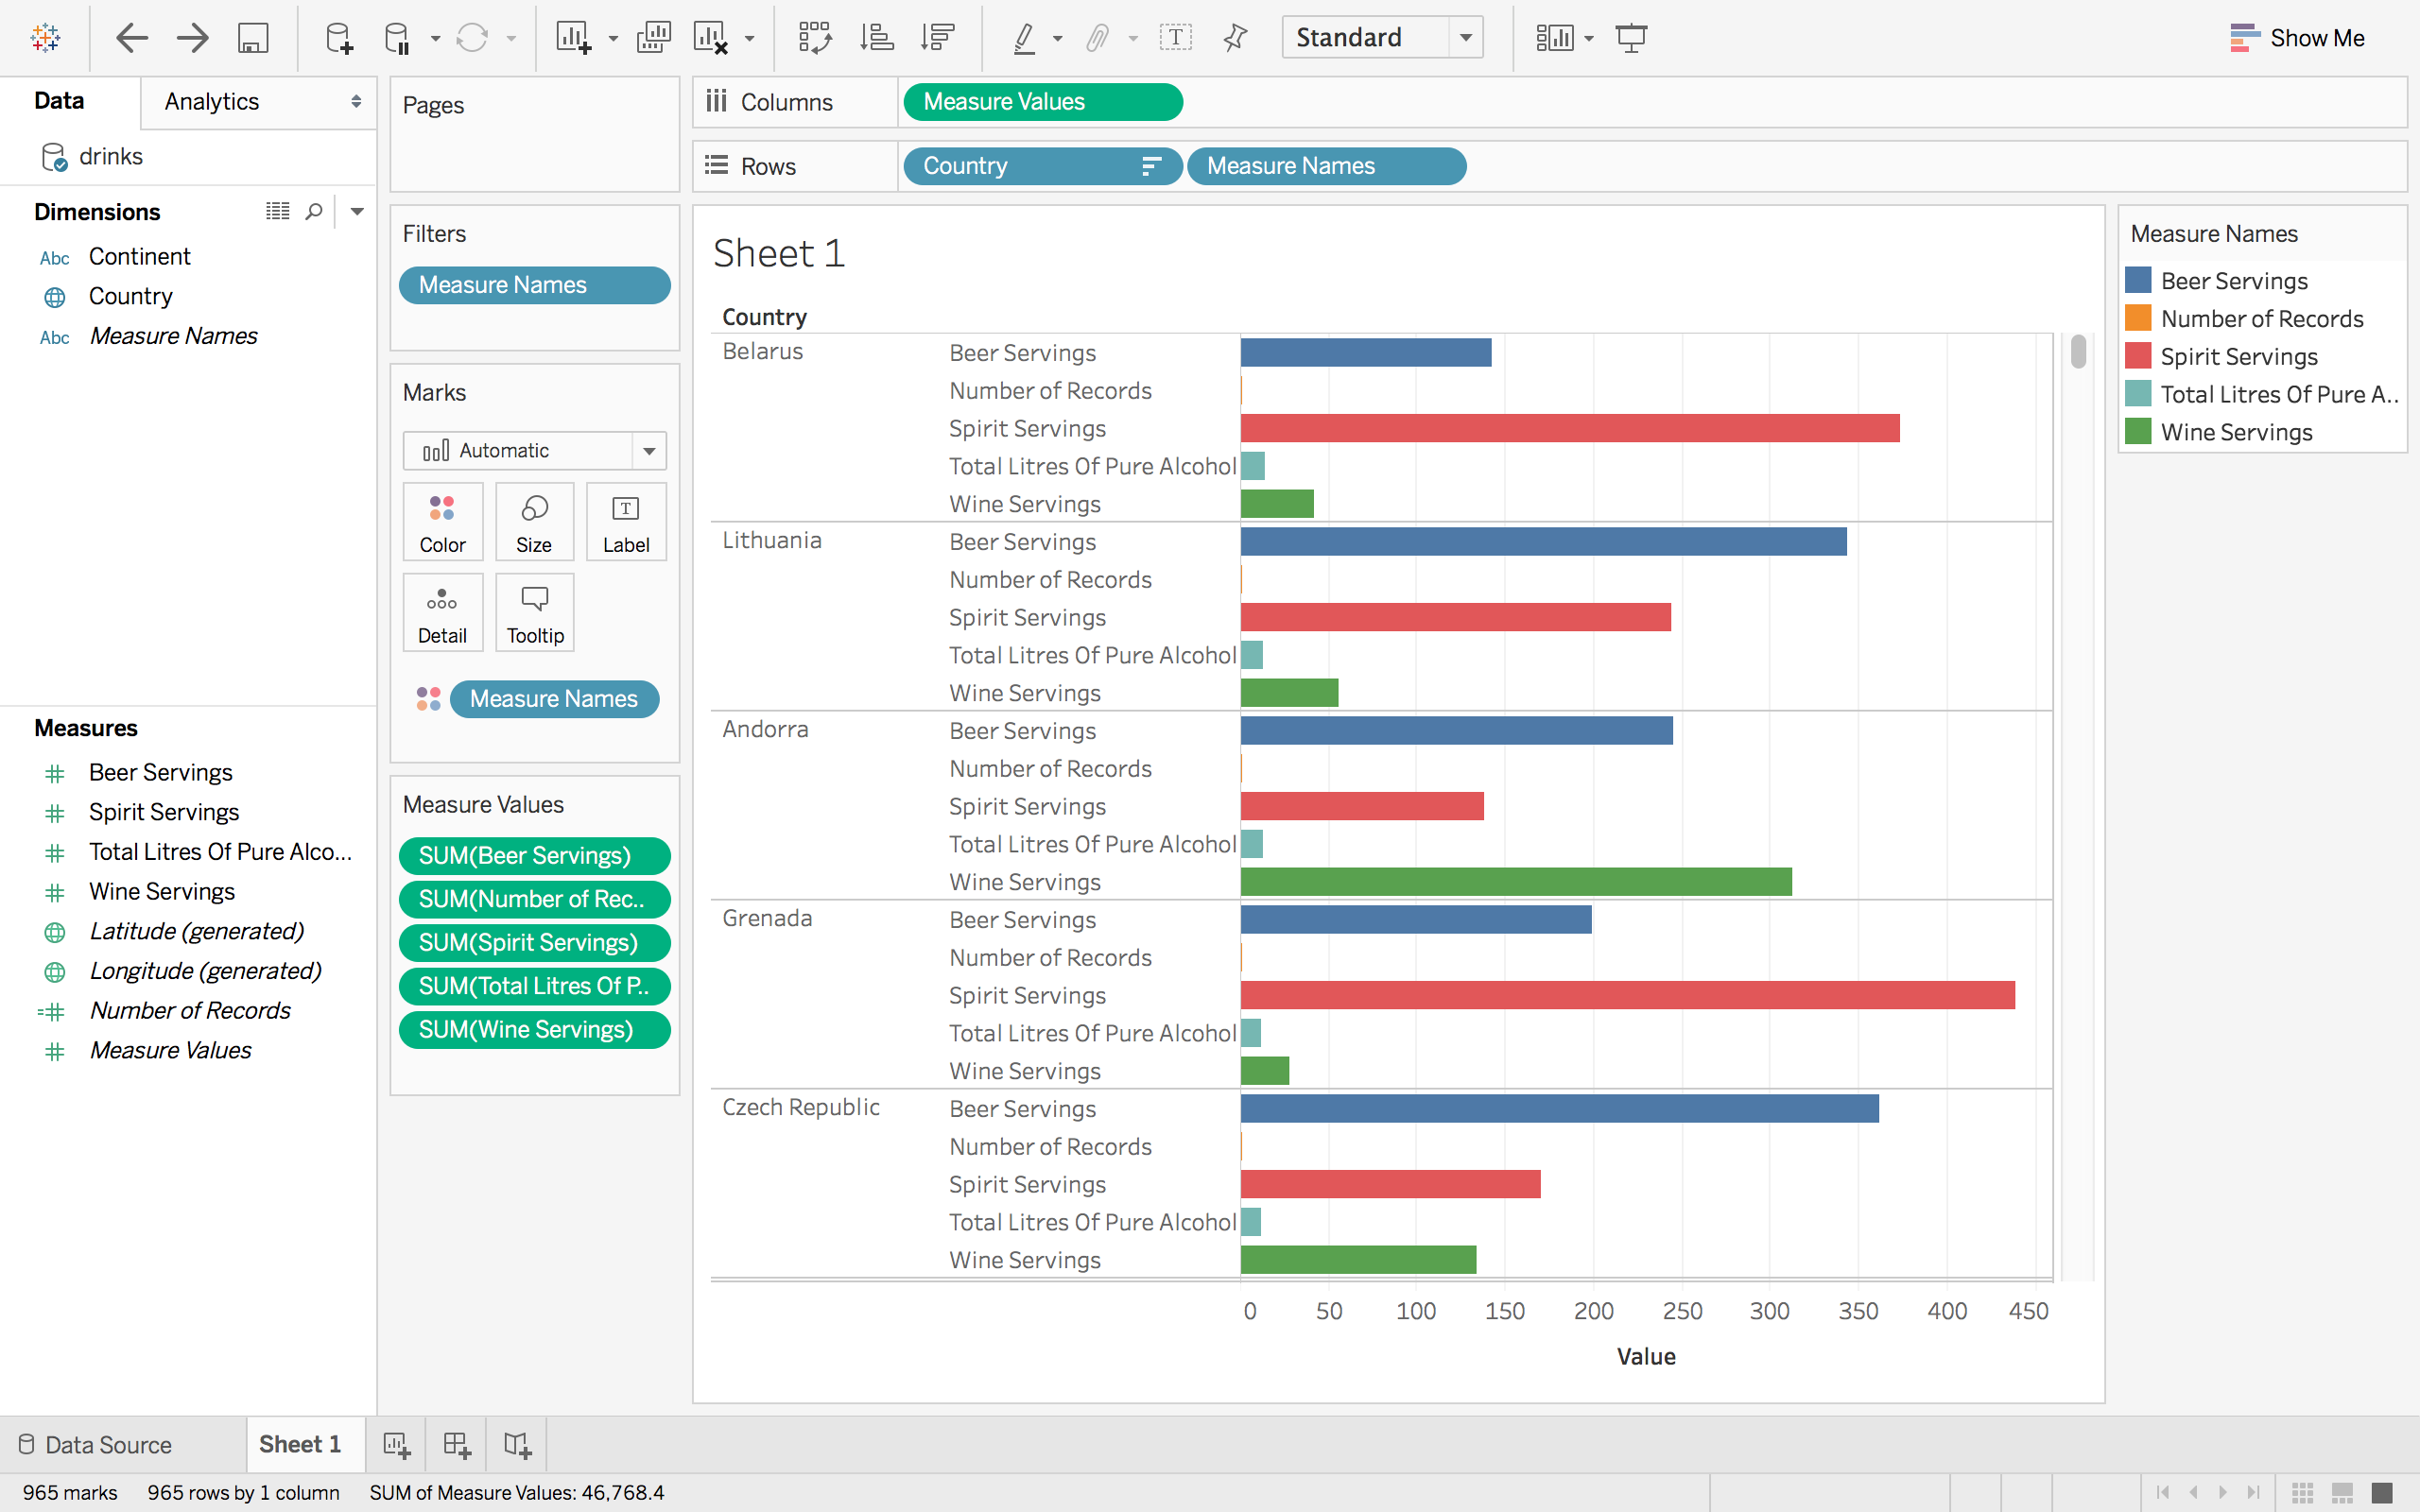 Standard
Show Me
Data
Analytics
drinks
Dimensions
Abc Continent
Country
Abc Measure Names
Measures
Beer Servings
Spirit Servings
Total Litres Of Pure Alco...
Wine Servings
Latitude (generated)
Longitude (generated)
Number of Records
Measure Values
Pages
Filters
Measure Names
Marks
Automatic
Color Size Label
Detail Tooltip
Measure Names
Measure Values
SUM(Beer Servings)
SUM(Number of Rec..
SUM(Spirit Servings)
SUM(Total Litres Of P..
SUM(Wine Servings)
Columns Measure Values
Rows Country Measure Names
Sheet 1
Country
Belarus Beer Servings
Number of Records
Spirit Servings
Total Litres Of Pure Alcohol
Wine Servings
Lithuania Beer Servings
Number of Records
Spirit Servings
Total Litres Of Pure Alcohol
Wine Servings
Andorra Beer Servings
Number of Records
Spirit Servings
Total Litres Of Pure Alcohol
Wine Servings
Grenada Beer Servings
Number of Records
Spirit Servings
Total Litres Of Pure Alcohol
Wine Servings
Czech Republic Beer Servings
Number of Records
Spirit Servings
Total Litres Of Pure Alcohol
Wine Servings
0 50 100 150 200 250 300 350 400 450
Value
Measure Names
Beer Servings
Number of Records
Spirit Servings
Total Litres Of Pure A..
Wine Servings
Data Source
Sheet 1
965 marks 965 rows by 1 column SUM of Measure Values: 46,768.4